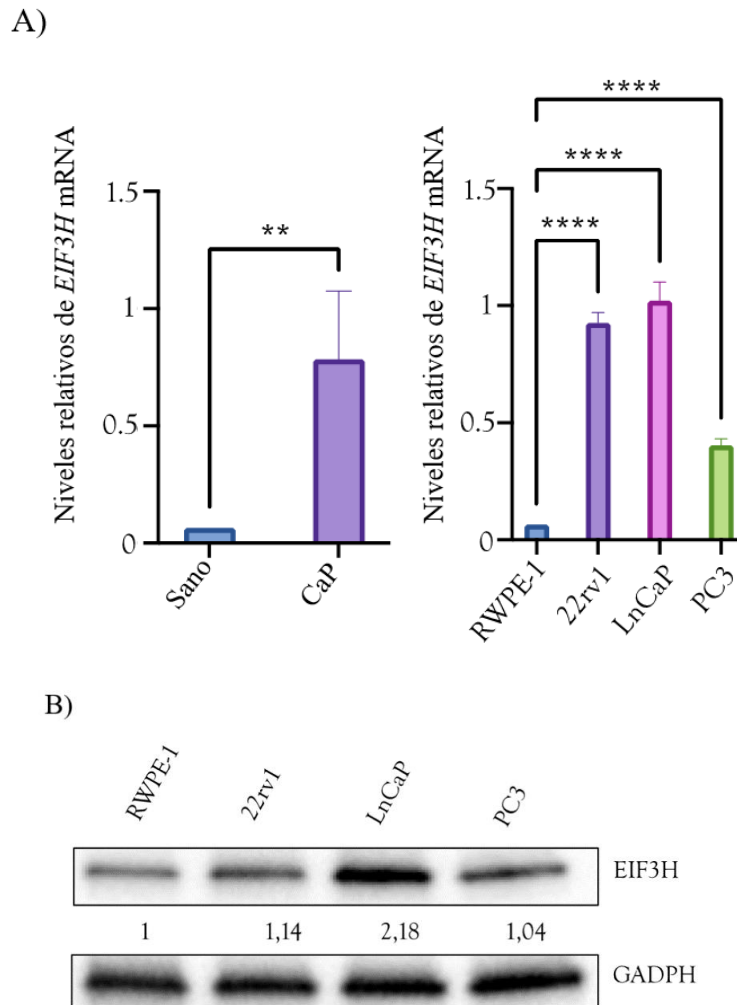 A)
Niveles relativos de EIF3H mRNA
1.5
1
0.5
0
**
Sano
CaP
Niveles relativos de EIF3H mRNA
1.5
1
0.5
0
****
****
****
RWPE-1
22rv1
LnCaP
PC3
B)
RWPE-1
22rv1
LnCaP
PC3
EIF3H
1 1,14 2,18 1,04
GADPH